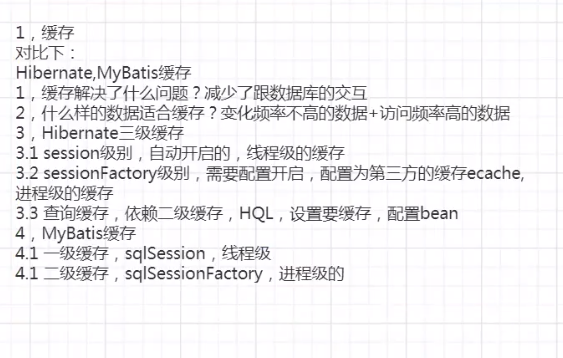 1，缓存
对比下：
Hibernate,MyBatis缓存
1，缓存解决了什么问题？减少了跟数据库的交互
2，什么样的数据适合缓存？变化频率不高的数据+访问频率高的数据
3，Hibernate三级缓存
3.1 session级别，自动开启的，线程级的缓存
3.2 sessionFactory级别，需要配置开启，配置为第三方的缓存ecache,
进程级的缓存
3.3 查询缓存，依赖二级缓存，HQL，设置要缓存，配置bean
4，MyBatis缓存
4.1 一级缓存，sqlSession，线程级
4.1 二级缓存，sqlSessionFactory，进程级的